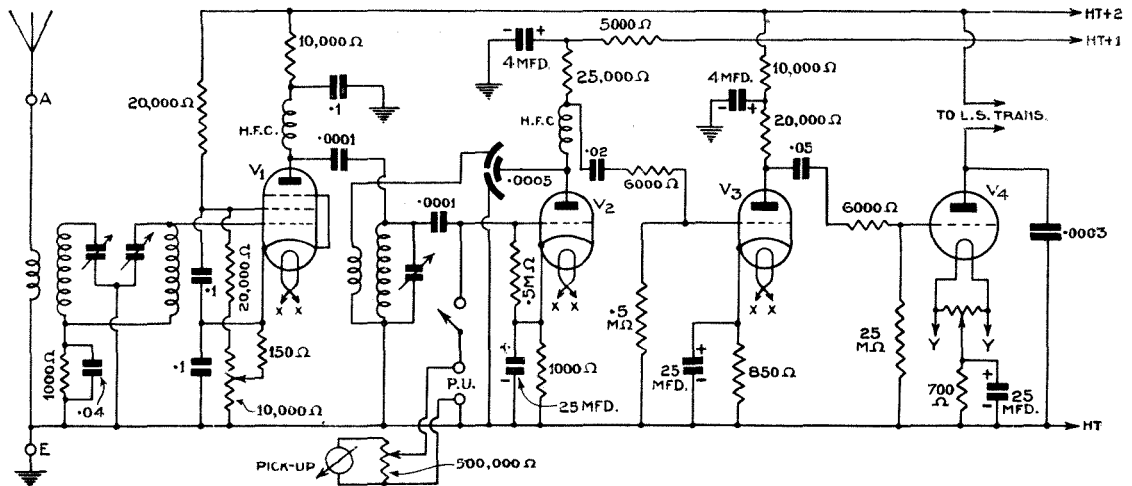 HT+2
5000Ω
HT+1
10,000Ω
4 MFD.
- +
25,000Ω
4 MFD.
10,000Ω
A
20,000Ω
.1
H.F.C.
.0001
H.F.C
.02
- +
20,000Ω
.05
TO L.S. TRANS.
V1
.0005
6000Ω
V2
V3
V4
.0001
6000Ω
.0003
.1
20,000Ω
X X
.5MΩ
X X
.5
MΩ
X X
25
MΩ
Y Y
1000Ω
.04
.1
150Ω
10,000Ω
P.U.
+
-
1000Ω
25 MFD.
+
-
25
MFD.
850Ω
700
Ω
+
-
25
MFD.
E
HT
PICK-UP
500,000Ω